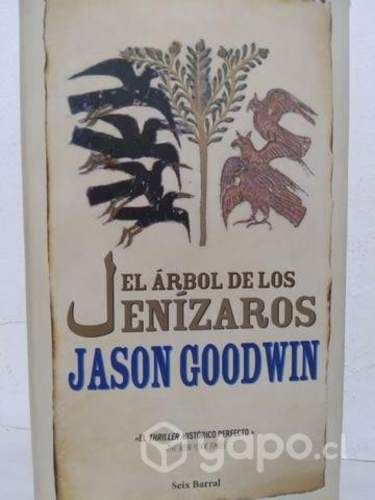 EL ÁRBOL DE LOS
JENÍZAROS
JASON GOODWIN
«EL THRILLER HISTÓRICO PERFECTO.»
Seix Barral
yapo.cl